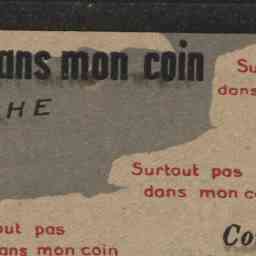 ans mon coin
HE
Su
dans
Surtout pas
dans mon co
out pas
ans mon coin
Co